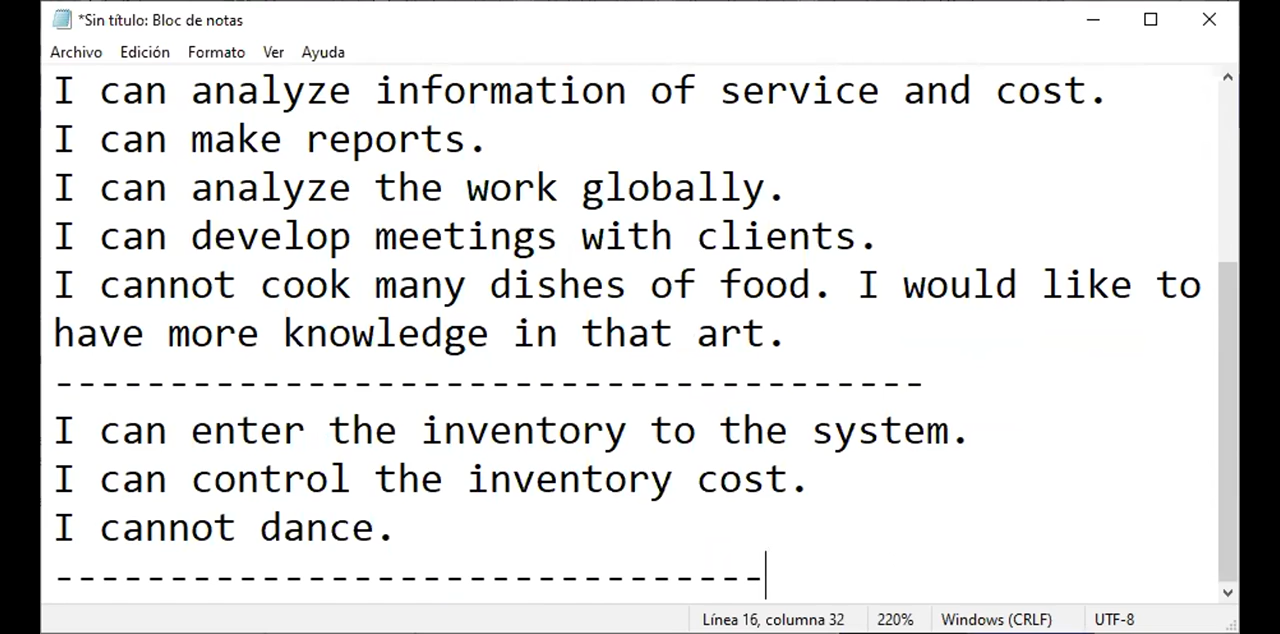 *Sin título: Bloc de notas
Archivo Edición Formato Ver Ayuda
I can analyze information of service and cost.
I can make reports.
I can analyze the work globally.
I can develop meetings with clients.
I cannot cook many dishes of food. I would like to
have more knowledge in that art.
--------------------------------------
I can enter the inventory to the system.
I can control the inventory cost.
I cannot dance.
-------------------------------
Línea 16, columna 32 220% Windows (CRLF) UTF-8